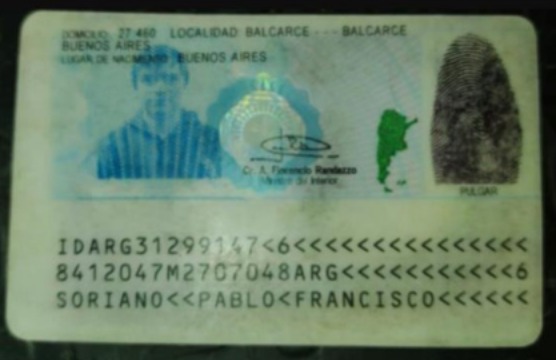 DOMICILIO 27 460 LOCALIDAD BALCARCE --- BALCARCE
BUENOS AIRES
LUGAR DE NACIMIENTO BUENOS AIRES
Cr. A. Florencio Randazzo
Ministro del Interior
PULGAR
IDARG31299147<6<<<<<<<<<<<<<<<
8412047M2707048ARG<<<<<<<<<<<6
SORIANO<<PABLO<FRANCISCO<<<<<<